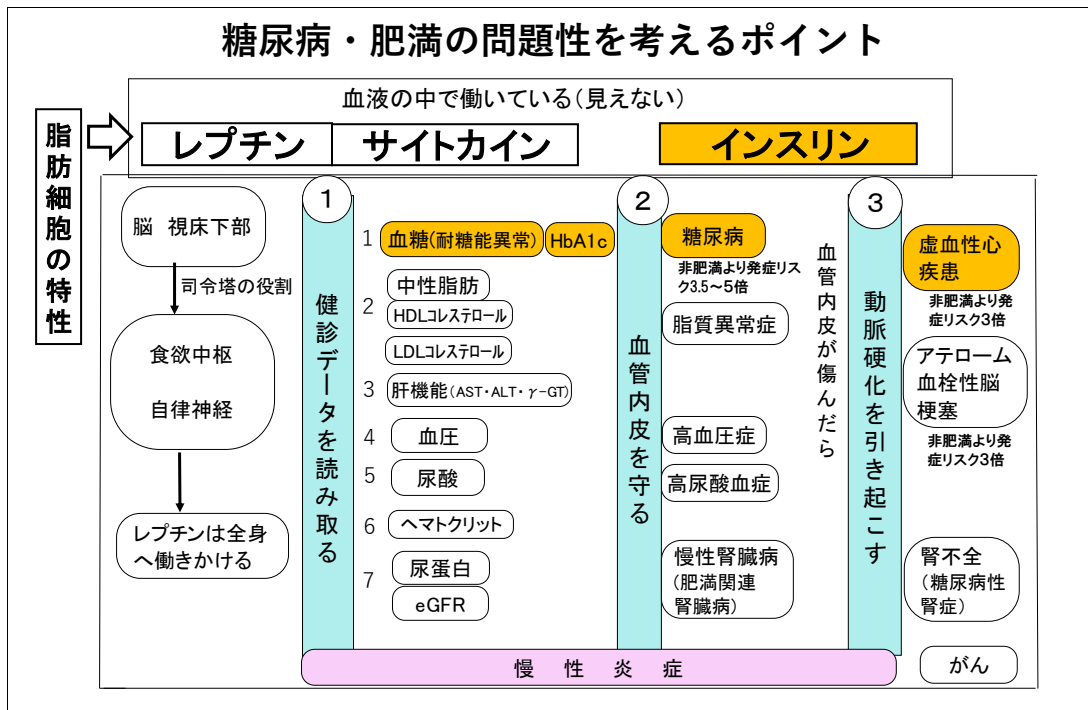 糖尿病・肥満の問題性を考えるポイント
血液の中で働いている(見えない)
脂肪細胞の特性
レプチン
サイトカイン
インスリン
脳 視床下部
司令塔の役割
食欲中枢
自律神経
レプチンは全身
へ働きかける
1
健診データを読み取る
1 血糖(耐糖能異常) HbA1c
2
中性脂肪
HDLコレステロール
LDLコレステロール
3 肝機能(AST・ALT・γ-GT)
4 血圧
5 尿酸
6 ヘマトクリット
7
尿蛋白
eGFR
2
血管内皮を守る
糖尿病
非肥満より発症リス
ク3.5～5倍
脂質異常症
高血圧症
高尿酸血症
慢性腎臓病
(肥満関連
腎臓病)
血管内皮が傷んだら
3
動脈硬化を引き起こす
虚血性心
疾患
非肥満より発
症リスク3倍
アテローム
血栓性脳
梗塞
非肥満より発
症リスク3倍
腎不全
(糖尿病性
腎症)
がん
慢性炎症